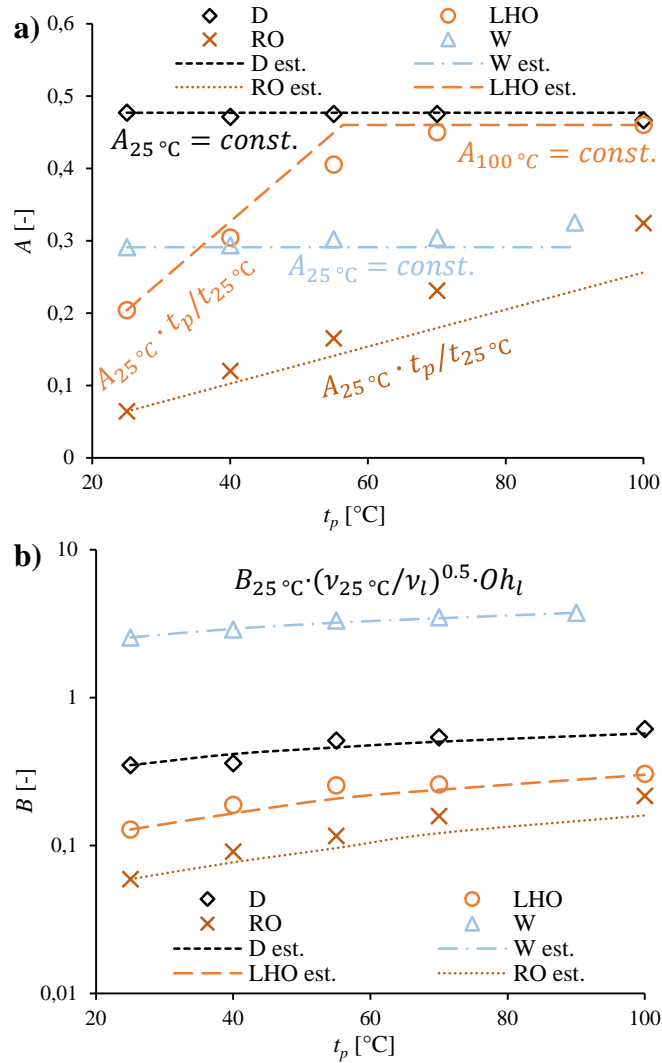 a)
D
LHO
RO
W
D est.
W est.
RO est.
LHO est.
0,6
0,5
0,4
0,3
0,2
0,1
0
A [-]
A25 °C = const.
A100 °C = const.
A25 °C = const.
A25 °C · tp/t25 °C
A25 °C · tp/t25 °C
20
40
60
80
100
tp [°C]
b)
10
1
0,1
0,01
B [-]
B25 °C·(ν25 °C/νl)0.5·Ohl
D
LHO
RO
W
D est.
W est.
LHO est.
RO est.
20
40
60
80
100
tp [°C]